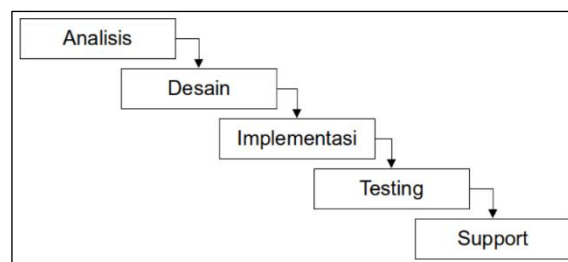 Analisis
Desain
Implementasi
Testing
Support